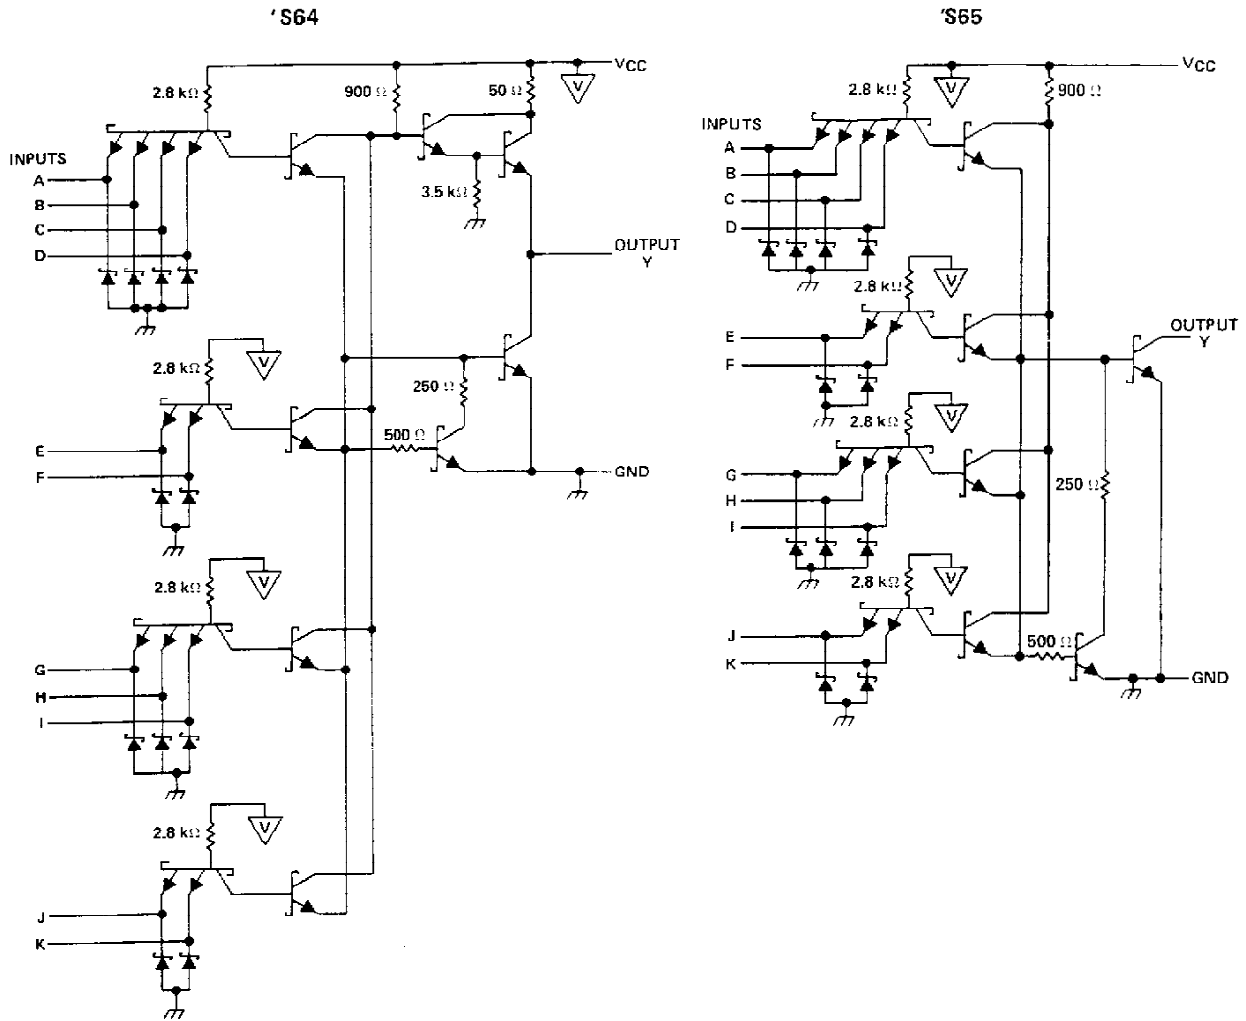 'S64
VCC
2.8 kΩ
900 Ω
50 Ω
V
INPUTS
A
B
C
D
3.5 kΩ
OUTPUT
Y
2.8 kΩ
V
250 Ω
500 Ω
E
F
GND
2.8 kΩ
V
G
H
I
2.8 kΩ
V
J
K
'S65
VCC
2.8 kΩ
V
900 Ω
INPUTS
A
B
C
D
2.8 kΩ
V
E
F
OUTPUT
Y
2.8 kΩ
V
G
H
I
250 Ω
2.8 kΩ
V
J
K
500 Ω
GND